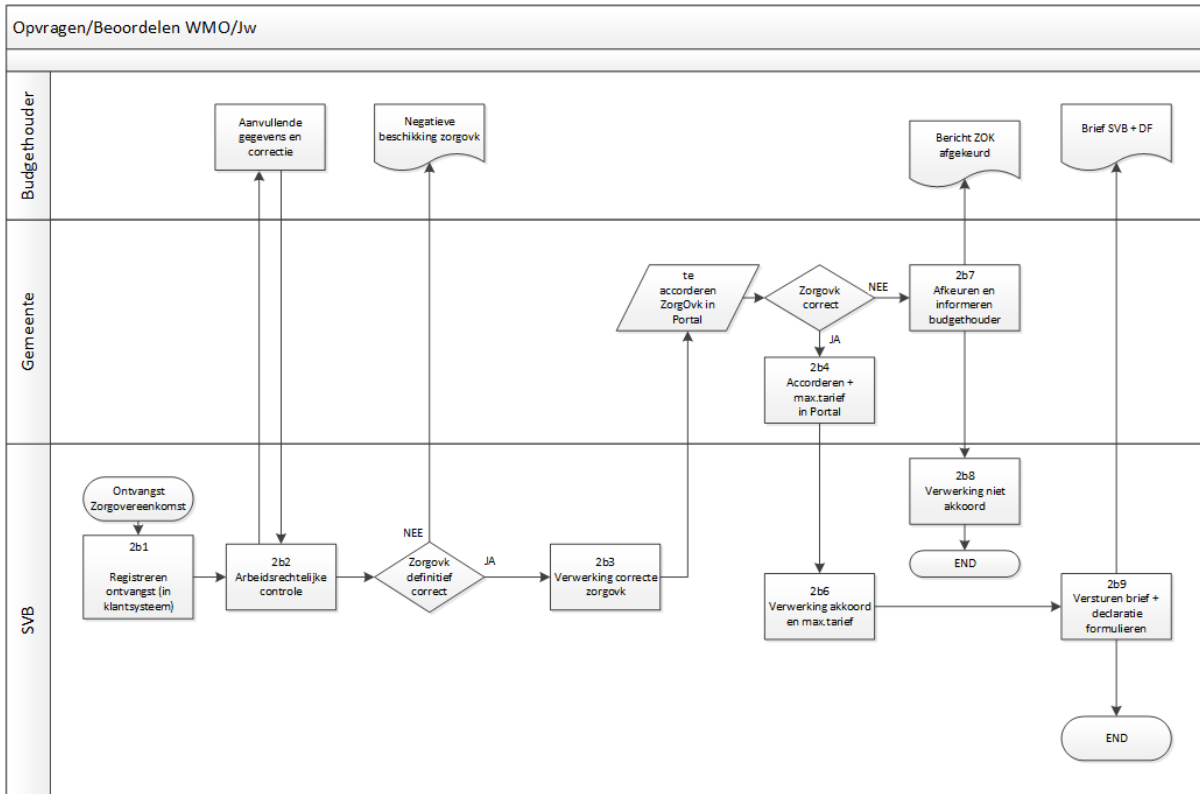 Opvragen/Beoordelen WMO/Jw
Budgethouder
Aanvullende
gegevens en
correctie
Negatieve
beschikking zorgovk
Bericht ZOK
afgekeurd
Brief SVB + DF
Gemeente
te
accorderen
ZorgOvk in
Portal
Zorgovk
correct
NEE
JA
2b7
Afkeuren en
informeren
budgethouder
2b4
Accorderen +
max.tarief
in Portal
SVB
Ontvangst
Zorgovereenkomst
2b1
Registreren
ontvangst (in
klantsysteem)
2b2
Arbeidsrechtelijke
controle
NEE
Zorgovk
definitief
correct
JA
2b3
Verwerking correcte
zorgovk
2b8
Verwerking niet
akkoord
END
2b6
Verwerking akkoord
en max.tarief
2b9
Versturen brief +
declaratie
formulieren
END